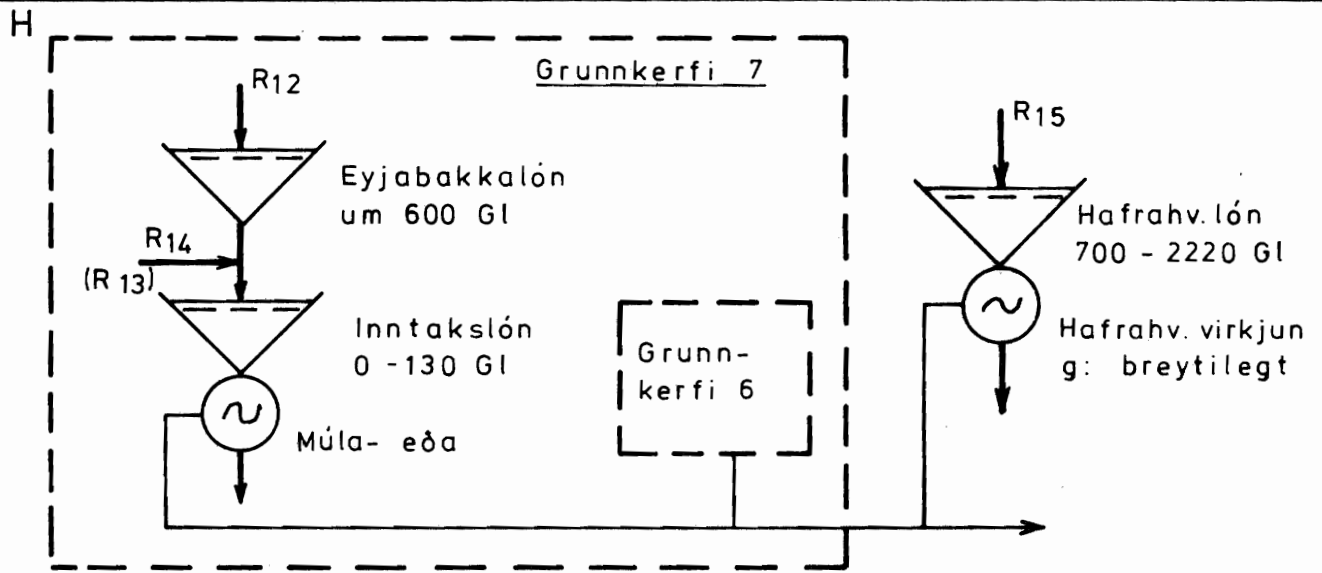 H
Grunnkerfi 7
R12
Eyjabakkalón
um 600 Gl
R14
(R 13)
Inntakslón
0 -130 Gl
Múla- eða
Grunn-
kerfi 6
R15
Hafrahv. lón
700 - 2220 Gl
Hafrahv. virkjun
g: breytilegt